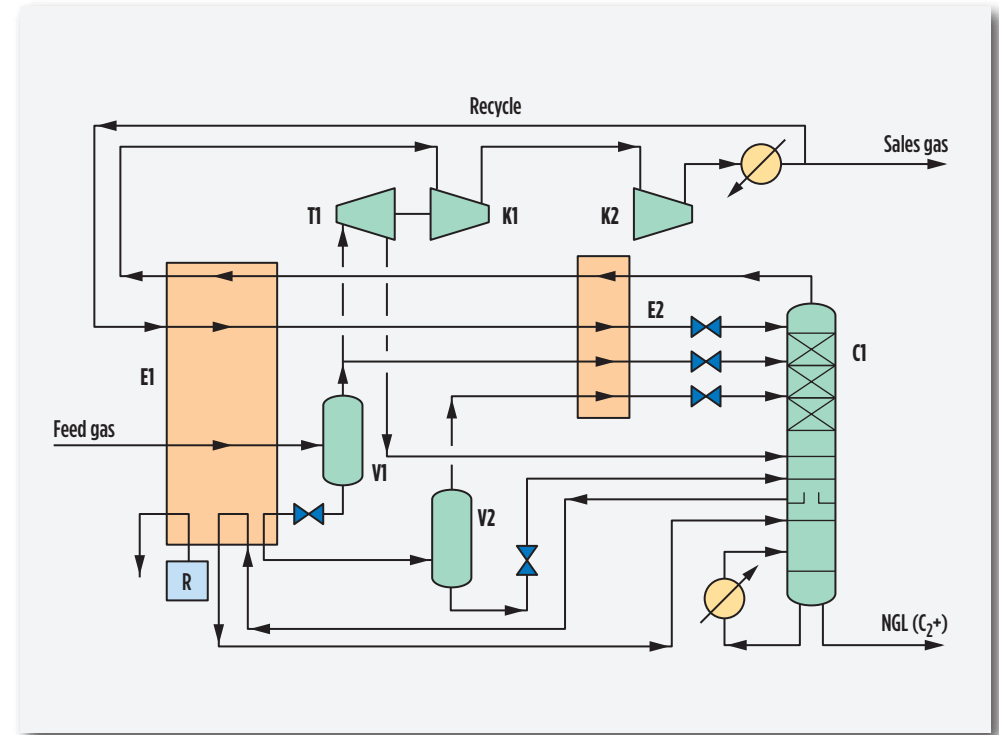 Recycle
Sales gas
T1
K1
K2
E2
C1
E1
Feed gas
V1
V2
R
NGL (C₂+)